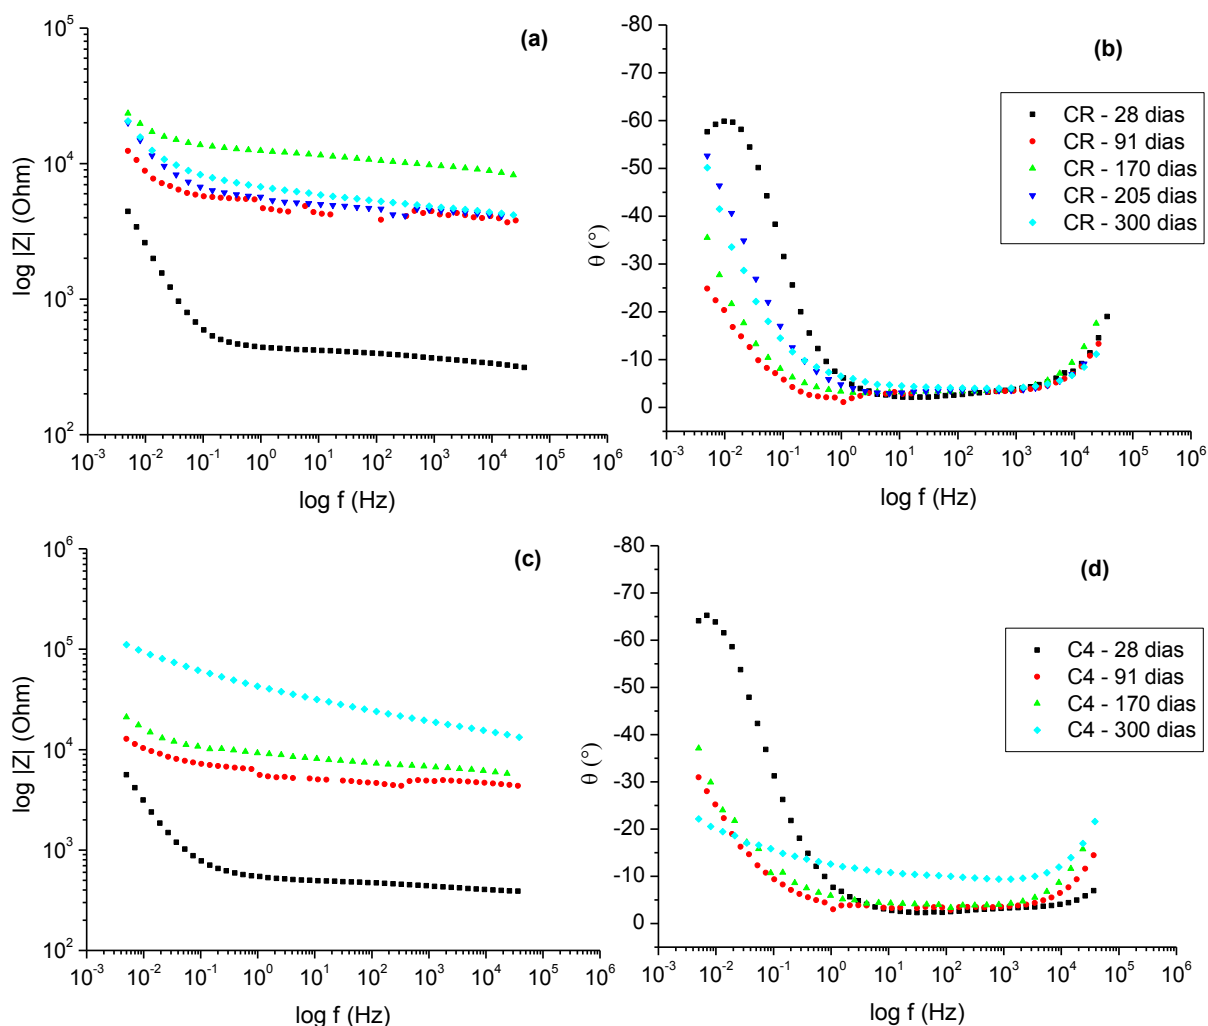 (a)
log |Z| (Ohm)
10^5
10^4
10^3
10^2
10^-3 10^-2 10^-1 10^0 10^1 10^2 10^3 10^4 10^5 10^6
log f (Hz)
(b)
θ (°)
-80
-70
-60
-50
-40
-30
-20
-10
0
10^-3 10^-2 10^-1 10^0 10^1 10^2 10^3 10^4 10^5 10^6
log f (Hz)
CR - 28 dias
CR - 91 dias
CR - 170 dias
CR - 205 dias
CR - 300 dias
(c)
log |Z| (Ohm)
10^6
10^5
10^4
10^3
10^2
10^-3 10^-2 10^-1 10^0 10^1 10^2 10^3 10^4 10^5 10^6
log f (Hz)
(d)
θ (°)
-80
-70
-60
-50
-40
-30
-20
-10
0
10^-3 10^-2 10^-1 10^0 10^1 10^2 10^3 10^4 10^5 10^6
log f (Hz)
C4 - 28 dias
C4 - 91 dias
C4 - 170 dias
C4 - 300 dias